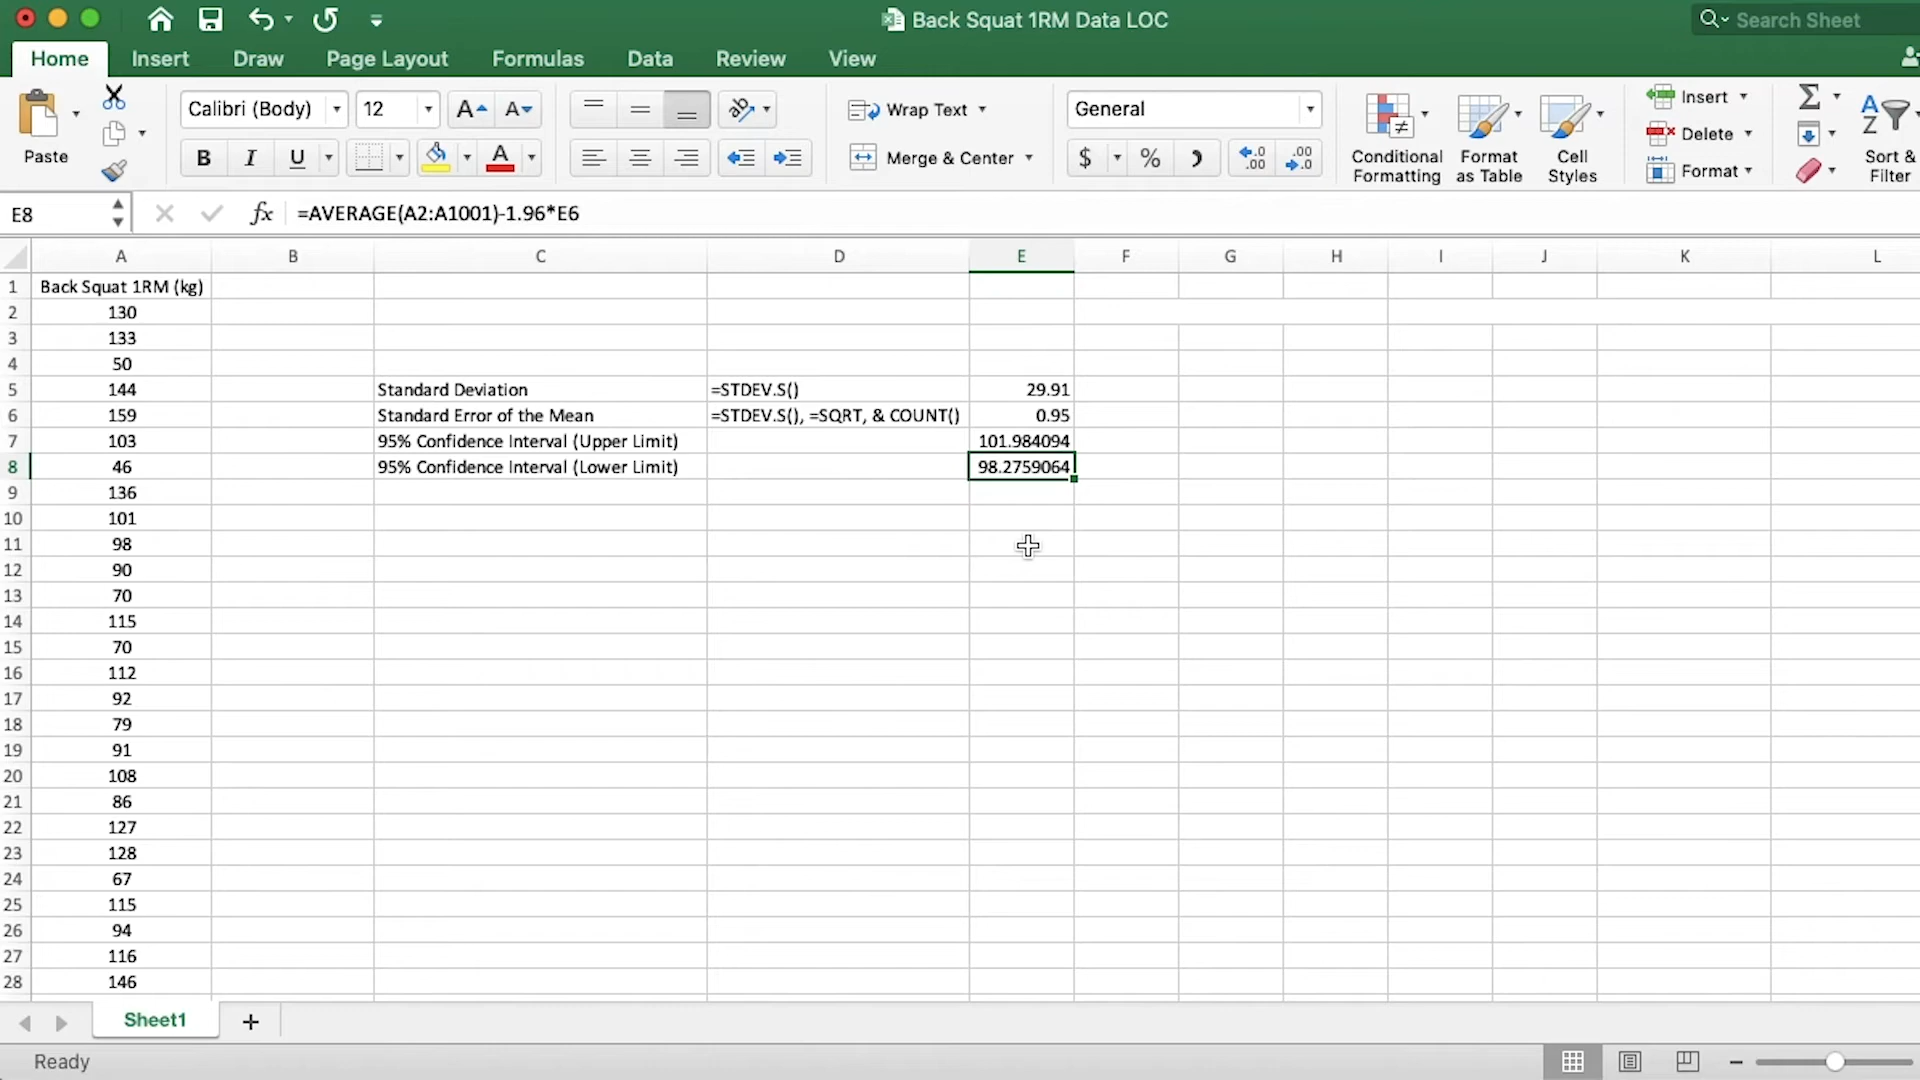 Back Squat 1RM Data LOC
Search Sheet
Home Insert Draw Page Layout Formulas Data Review View
Paste
Calibri (Body) 12
Wrap Text
Merge & Center
General
Conditional Formatting
Format as Table
Cell Styles
Insert
Delete
Format
Sort & Filter
E8 fx =AVERAGE(A2:A1001)-1.96*E6
A B C D E F G H I J K L
1 Back Squat 1RM (kg)
2 130
3 133
4 50
5 144 Standard Deviation =STDEV.S() 29.91
6 159 Standard Error of the Mean =STDEV.S(), =SQRT, & COUNT() 0.95
7 103 95% Confidence Interval (Upper Limit) 101.984094
8 46 95% Confidence Interval (Lower Limit) 98.2759064
9 136
10 101
11 98
12 90
13 70
14 115
15 70
16 112
17 92
18 79
19 91
20 108
21 86
22 127
23 128
24 67
25 115
26 94
27 116
28 146
Sheet1
Ready